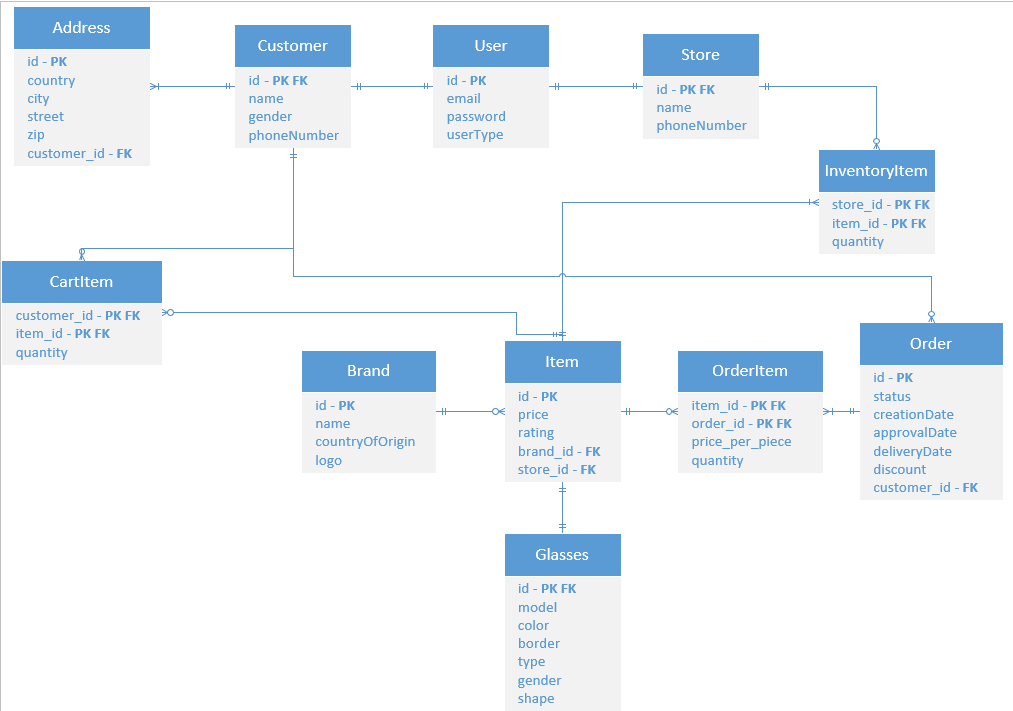 Address
id - PK
country
city
street
zip
customer_id - FK
Customer
id - PK FK
name
gender
phoneNumber
User
id - PK
email
password
userType
Store
id - PK FK
name
phoneNumber
InventoryItem
store_id - PK FK
item_id - PK FK
quantity
CartItem
customer_id - PK FK
item_id - PK FK
quantity
Brand
id - PK
name
countryOfOrigin
logo
Item
id - PK
price
rating
brand_id - FK
store_id - FK
OrderItem
item_id - PK FK
order_id - PK FK
price_per_piece
quantity
Order
id - PK
status
creationDate
approvalDate
deliveryDate
discount
customer_id - FK
Glasses
id - PK FK
model
color
border
type
gender
shape